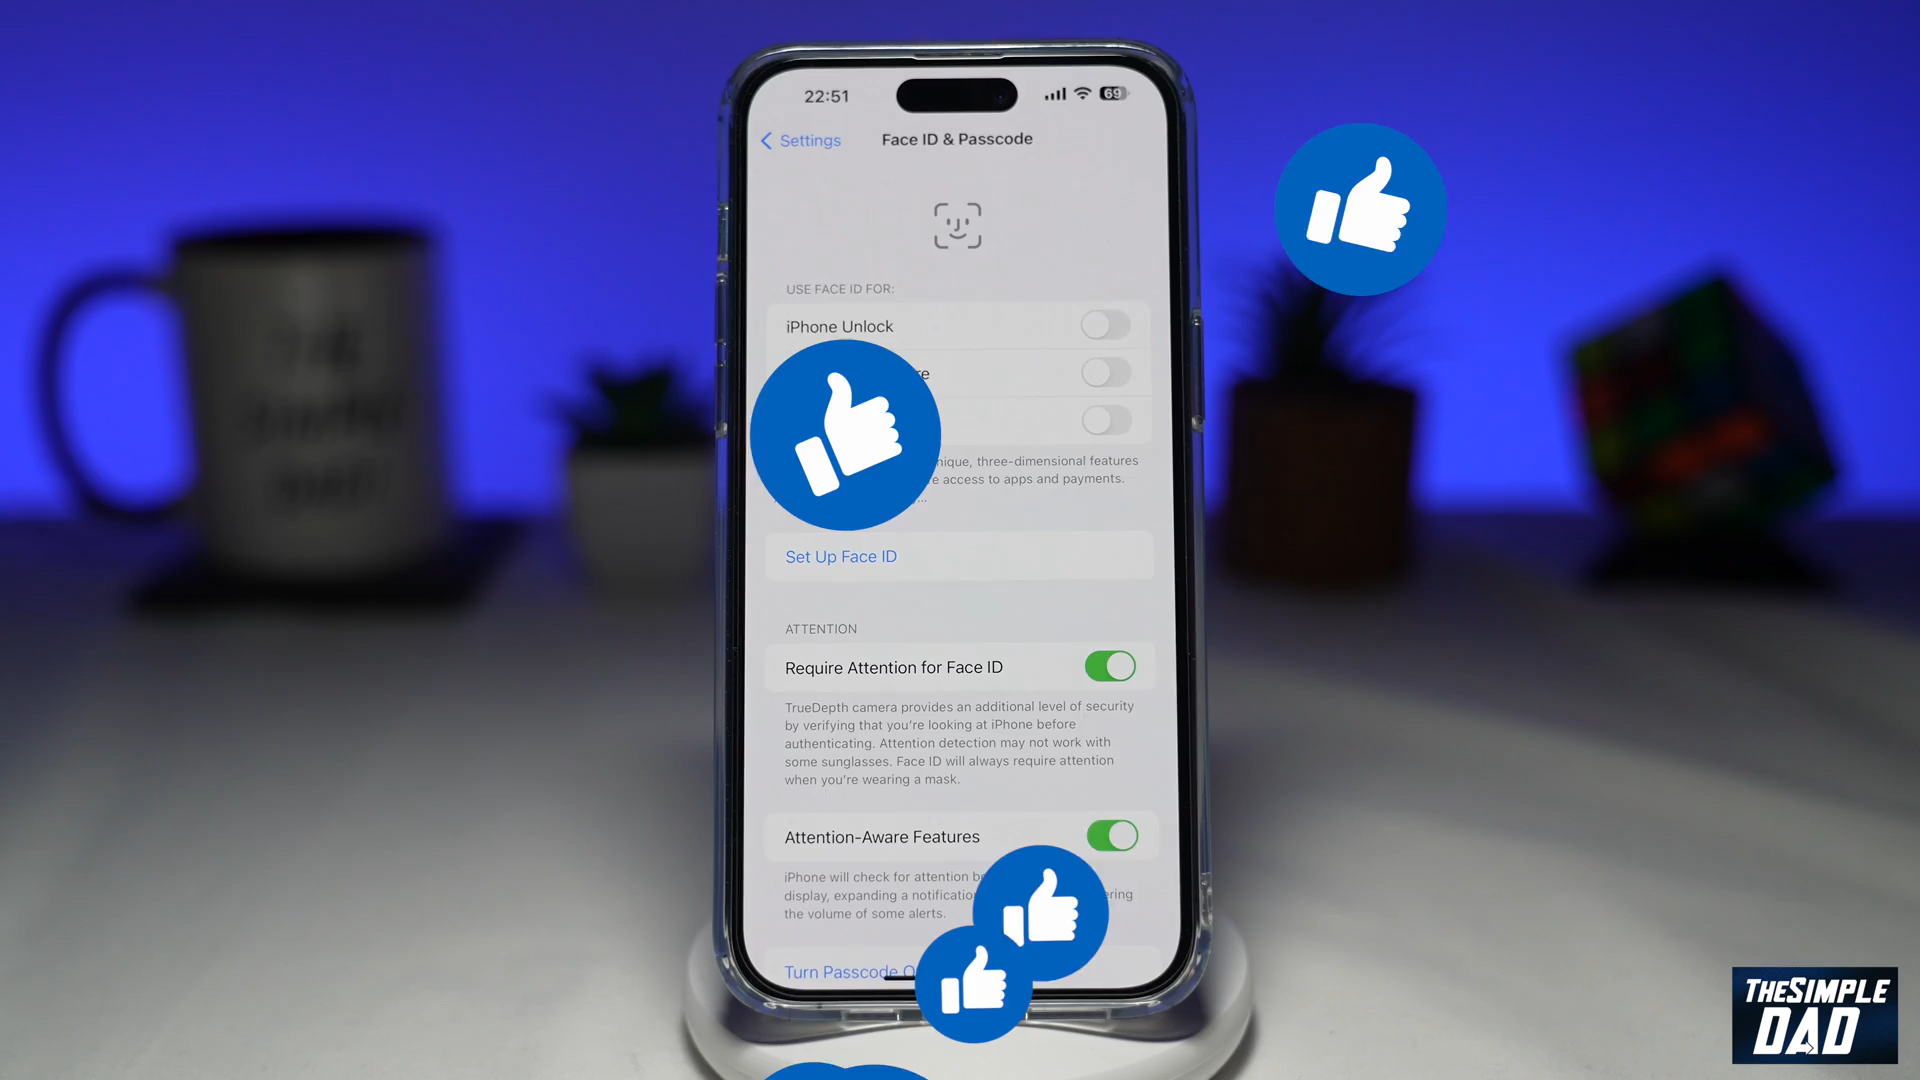 22:51
69
Settings
Face ID & Passcode
USE FACE ID FOR:
iPhone Unlock
nique, three-dimensional features
e access to apps and payments.
Set Up Face ID
ATTENTION
Require Attention for Face ID
TrueDepth camera provides an additional level of security
by verifying that you're looking at iPhone before
authenticating. Attention detection may not work with
some sunglasses. Face ID will always require attention
when you're wearing a mask.
Attention-Aware Features
iPhone will check for attention
display, expanding a notification
ering
the volume of some alerts.
Turn Passcode O
THESIMPLE
DAD